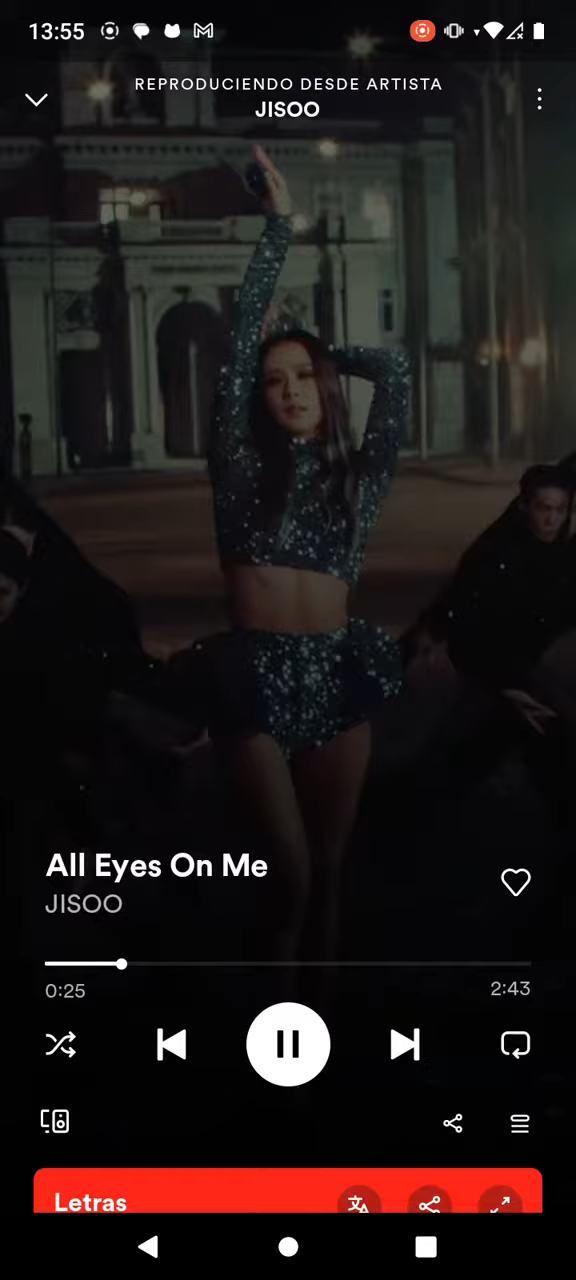 13:55
REPRODUCIENDO DESDE ARTISTA
JISOO
All Eyes On Me
JISOO
0:25
2:43
Letras